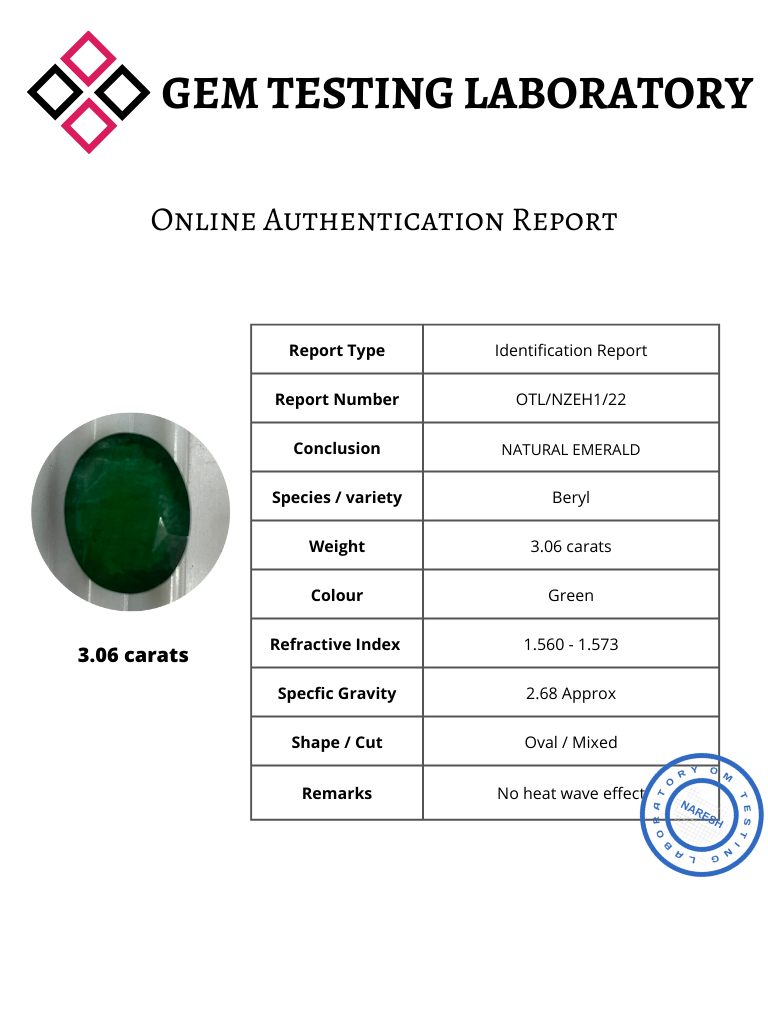 GEM TESTING LABORATORY
ONLINE AUTHENTICATION REPORT
Report Type Identification Report
Report Number OTL/NZEH1/22
Conclusion NATURAL EMERALD
Species / variety Beryl
Weight 3.06 carats
Colour Green
Refractive Index 1.560 - 1.573
3.06 carats
Specfic Gravity 2.68 Approx
Shape / Cut Oval / Mixed
Remarks No heat wave effect
OM TESTING LABORATORY
NARESH